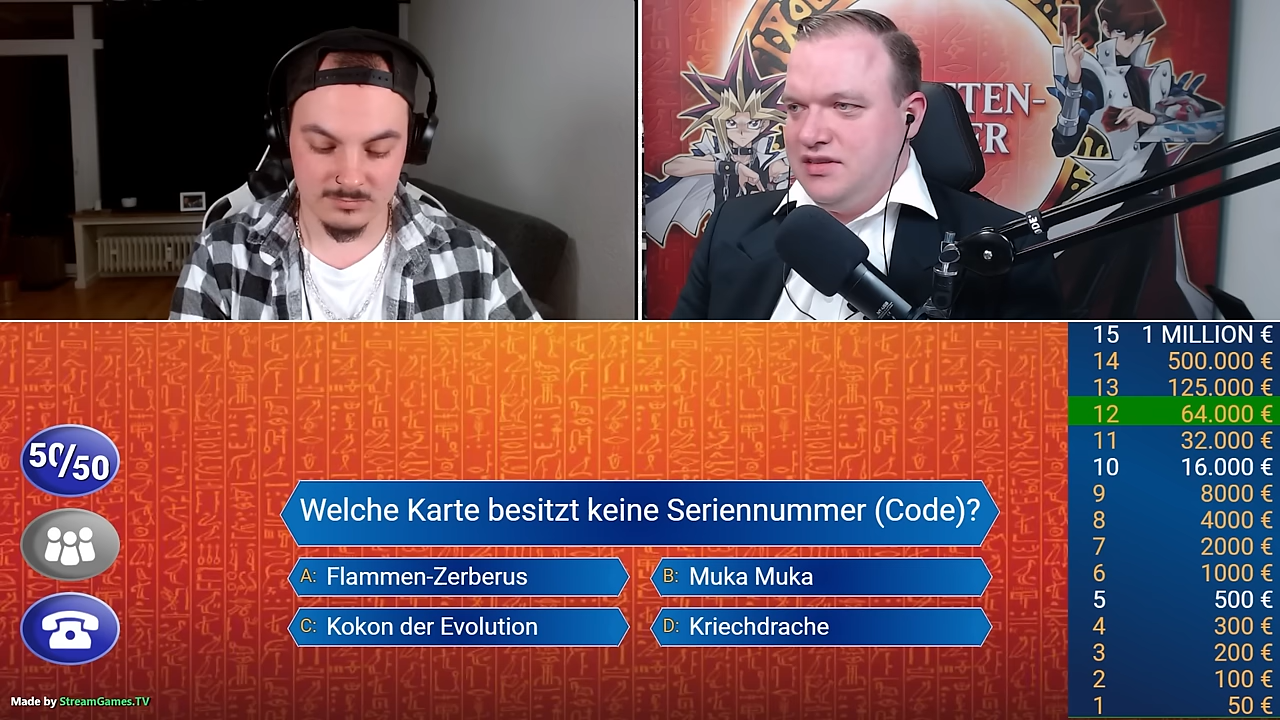 TTEN-
ER
15 1 MILLION €
14 500.000 €
13 125.000 €
12 64.000 €
11 32.000 €
10 16.000 €
9 8000 €
8 4000 €
7 2000 €
6 1000 €
5 500 €
4 300 €
3 200 €
2 100 €
1 50 €
50/50
Welche Karte besitzt keine Seriennummer (Code)?
A: Flammen-Zerberus
B: Muka Muka
C: Kokon der Evolution
D: Kriechdrache
Made by StreamGames.TV